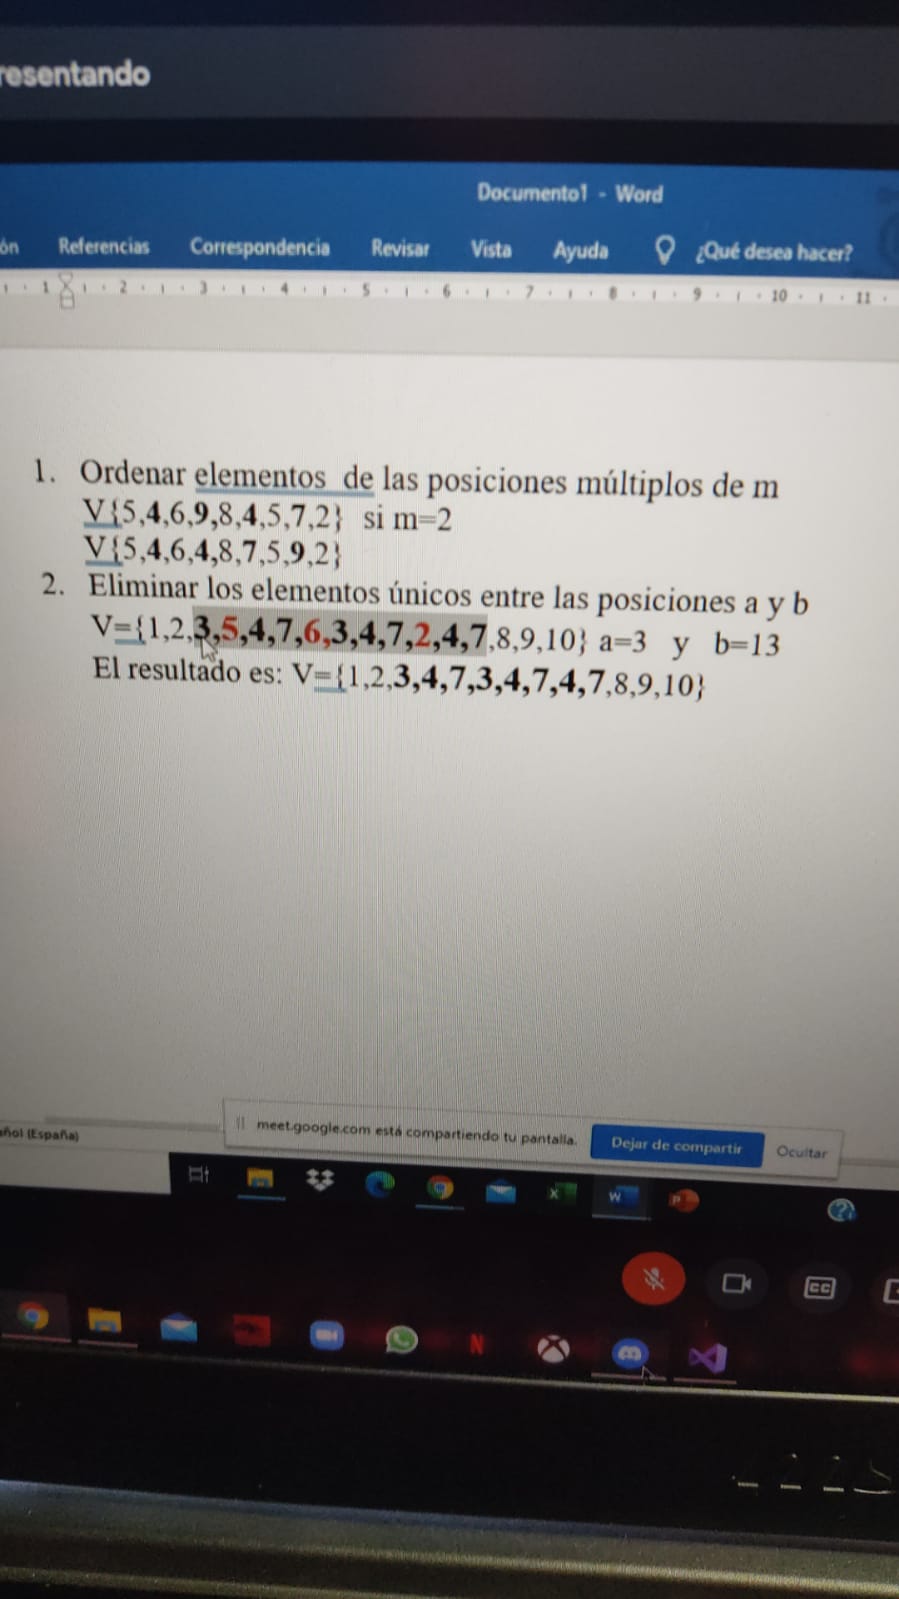 resentando
Documento1 - Word
ón Referencias Correspondencia Revisar Vista Ayuda ¿Qué desea hacer?
1 2 3 4 5 6 7 8 9 10 11
1. Ordenar elementos de las posiciones múltiplos de m
V{5,4,6,9,8,4,5,7,2} si m=2
V{5,4,6,4,8,7,5,9,2}
2. Eliminar los elementos únicos entre las posiciones a y b
V={1,2,3,5,4,7,6,3,4,7,2,4,7,8,9,10} a=3 y b=13
El resultado es: V={1,2,3,4,7,3,4,7,4,7,8,9,10}
añol (España)
meet.google.com está compartiendo tu pantalla. Dejar de compartir Ocultar
X W P ?
CC
N